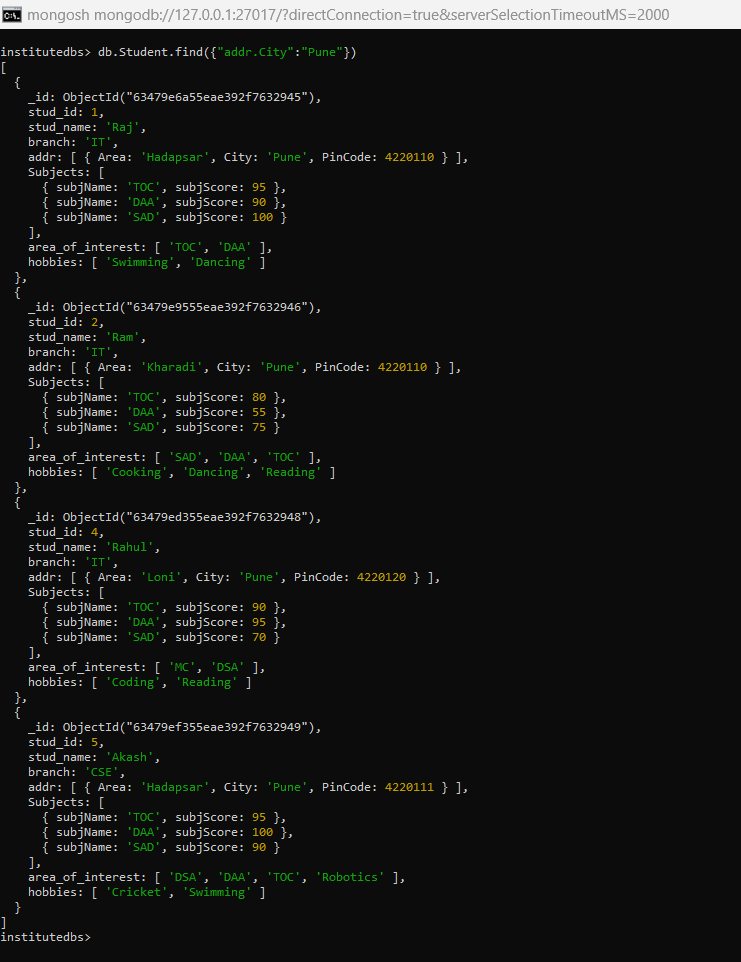 mongosh mongodb://127.0.0.1:27017/?directConnection=true&serverSelectionTimeoutMS=2000
institutedbs> db.Student.find({"addr.City":"Pune"})
[
  {
    _id: ObjectId("63479e6a55eae392f7632945"),
    stud_id: 1,
    stud_name: 'Raj',
    branch: 'IT',
    addr: [ { Area: 'Hadapsar', City: 'Pune', PinCode: 4220110 } ],
    Subjects: [
      { subjName: 'TOC', subjScore: 95 },
      { subjName: 'DAA', subjScore: 90 },
      { subjName: 'SAD', subjScore: 100 }
    ],
    area_of_interest: [ 'TOC', 'DAA' ],
    hobbies: [ 'Swimming', 'Dancing' ]
  },
  {
    _id: ObjectId("63479e9555eae392f7632946"),
    stud_id: 2,
    stud_name: 'Ram',
    branch: 'IT',
    addr: [ { Area: 'Kharadi', City: 'Pune', PinCode: 4220110 } ],
    Subjects: [
      { subjName: 'TOC', subjScore: 80 },
      { subjName: 'DAA', subjScore: 55 },
      { subjName: 'SAD', subjScore: 75 }
    ],
    area_of_interest: [ 'SAD', 'DAA', 'TOC' ],
    hobbies: [ 'Cooking', 'Dancing', 'Reading' ]
  },
  {
    _id: ObjectId("63479ed355eae392f7632948"),
    stud_id: 4,
    stud_name: 'Rahul',
    branch: 'IT',
    addr: [ { Area: 'Loni', City: 'Pune', PinCode: 4220120 } ],
    Subjects: [
      { subjName: 'TOC', subjScore: 90 },
      { subjName: 'DAA', subjScore: 95 },
      { subjName: 'SAD', subjScore: 70 }
    ],
    area_of_interest: [ 'MC', 'DSA' ],
    hobbies: [ 'Coding', 'Reading' ]
  },
  {
    _id: ObjectId("63479ef355eae392f7632949"),
    stud_id: 5,
    stud_name: 'Akash',
    branch: 'CSE',
    addr: [ { Area: 'Hadapsar', City: 'Pune', PinCode: 4220111 } ],
    Subjects: [
      { subjName: 'TOC', subjScore: 95 },
      { subjName: 'DAA', subjScore: 100 },
      { subjName: 'SAD', subjScore: 90 }
    ],
    area_of_interest: [ 'DSA', 'DAA', 'TOC', 'Robotics' ],
    hobbies: [ 'Cricket', 'Swimming' ]
  }
]
institutedbs>